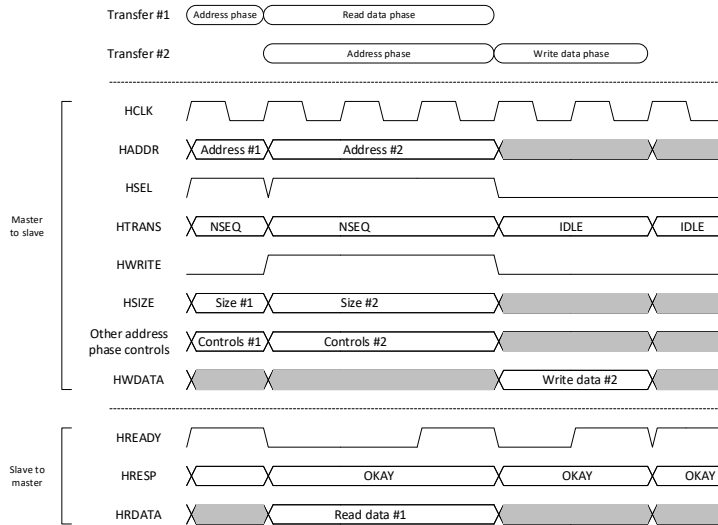 Transfer #1 Address phase Read data phase
Transfer #2 Address phase Write data phase
HCLK
HADDR Address #1 Address #2
HSEL
Master
to slave
HTRANS NSEQ NSEQ IDLE IDLE
HWRITE
HSIZE Size #1 Size #2
Other address
phase controls Controls #1 Controls #2
HWDATA Write data #2
HREADY
Slave to
master
HRESP OKAY OKAY OKAY
HRDATA Read data #1